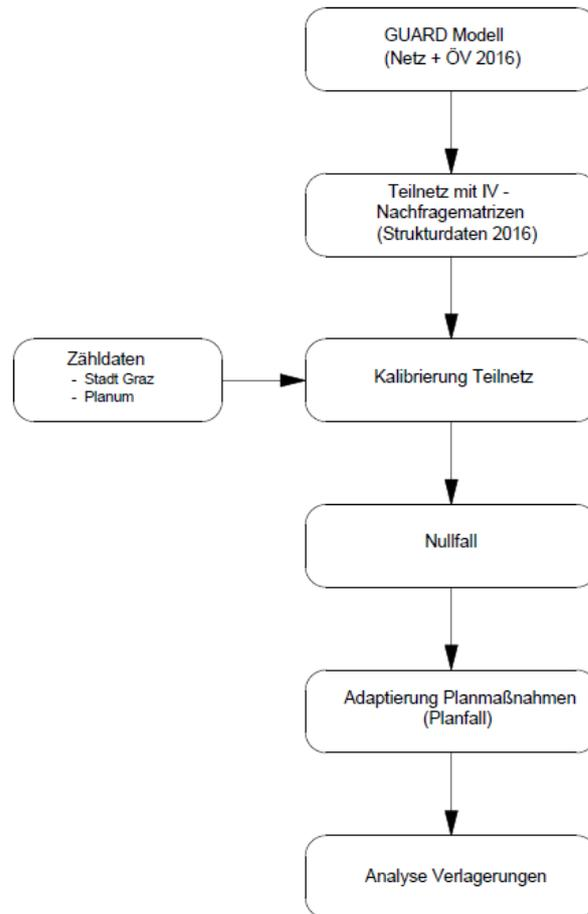 GUARD Modell
(Netz + ÖV 2016)
Teilnetz mit IV -
Nachfragematrizen
(Strukturdaten 2016)
Zähldaten
- Stadt Graz
- Planum
Kalibrierung Teilnetz
Nullfall
Adaptierung Planmaßnahmen
(Planfall)
Analyse Verlagerungen